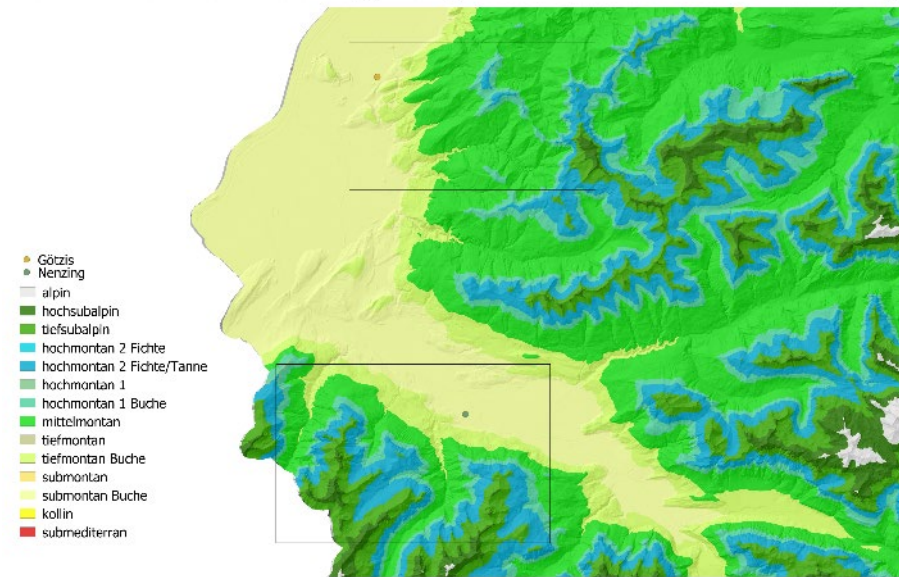 Götzis
Nenzing
alpin
hochsubalpin
tiefsubalpin
hochmontan 2 Fichte
hochmontan 2 Fichte/Tanne
hochmontan 1
hochmontan 1 Buche
mittelmontan
tiefmontan
tiefmontan Buche
submontan
submontan Buche
kollin
submediterran